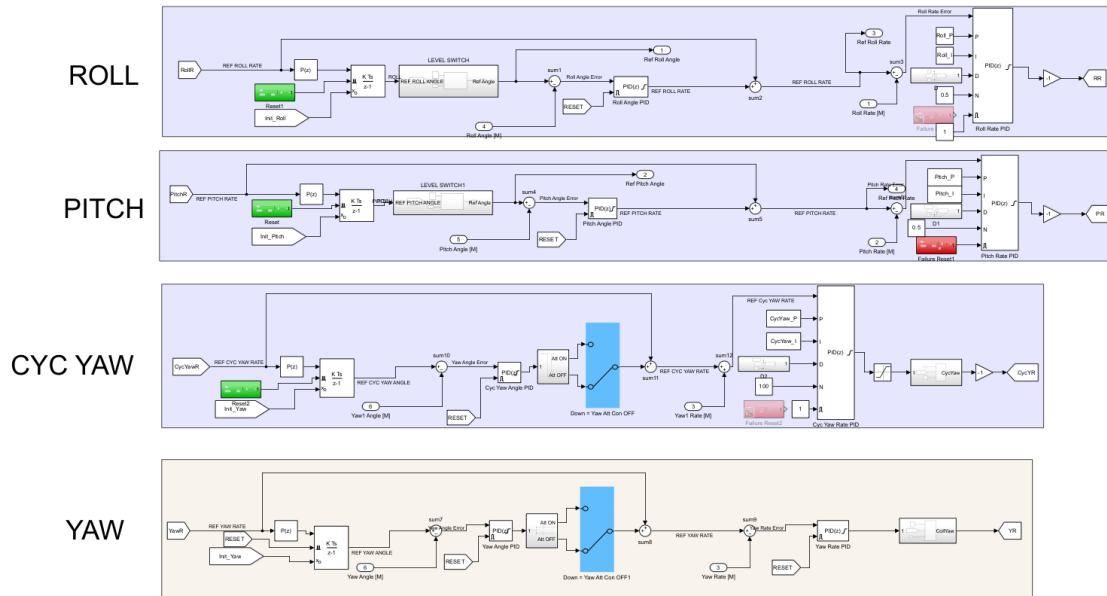 ROLL
Roll Rate Error
Roll_P
Roll_I
0.5
1
P
I
D
N
PID(z)
Roll Rate PID
-1
RR
3
Ref Roll Rate
sum3
1
Roll Rate [M]
REF ROLL RATE
sum2
1
Ref Roll Angle
LEVEL SWITCH
REF ROLL ANGLE
Ref Angle
sum1
Roll Angle Error
PID(z)
Roll Angle PID
REF ROLL RATE
RESET
4
Roll Angle [M]
RollR
REF ROLL RATE
P(z)
K Ts
z-1
Reset1
Init_Roll
PITCH
PitchR
REF PITCH RATE
P(z)
K Ts
z-1
Reset
Init_Pitch
LEVEL SWITCH1
REF PITCH ANGLE
Ref Angle
sum4
2
Ref Pitch Angle
Pitch Angle Error
PID(z)
Pitch Angle PID
REF PITCH RATE
RESET
5
Pitch Angle [M]
sum5
REF PITCH RATE
4
Ref Pitch Rate
2
Pitch Rate [M]
Pitch_P
Pitch_I
D1
0.5
Failure Reset1
P
I
D
N
PID(z)
Pitch Rate PID
-1
PR
CYC YAW
CycYawR
REF CYC YAW RATE
P(z)
K Ts
z-1
Reset2
Init_Yaw
REF CYC YAW ANGLE
sum10
Yaw Angle Error
6
Yaw1 Angle [M]
RESET
Cyc Yaw Angle PID
Att ON
Att OFF
Down = Yaw Att Con OFF
sum11
REF CYC YAW RATE
sum12
REF Cyc YAW RATE
3
Yaw1 Rate [M]
CycYaw_P
CycYaw_I
100
Failure Reset2
1
P
I
D
N
PID(z)
Cyc Yaw Rate PID
CycYaw
-1
CycYR
YAW
YawR
REF YAW RATE
P(z)
RESET
Init_Yaw
K Ts
z-1
REF YAW ANGLE
sum7
Yaw Angle Error
6
Yaw Angle [M]
RESET
Yaw Angle PID
Att ON
Att OFF
Down = Yaw Att Con OFF1
sum8
REF YAW RATE
sum9
Yaw Rate Error
3
Yaw Rate [M]
RESET
PID(z)
Yaw Rate PID
CollYaw
YR